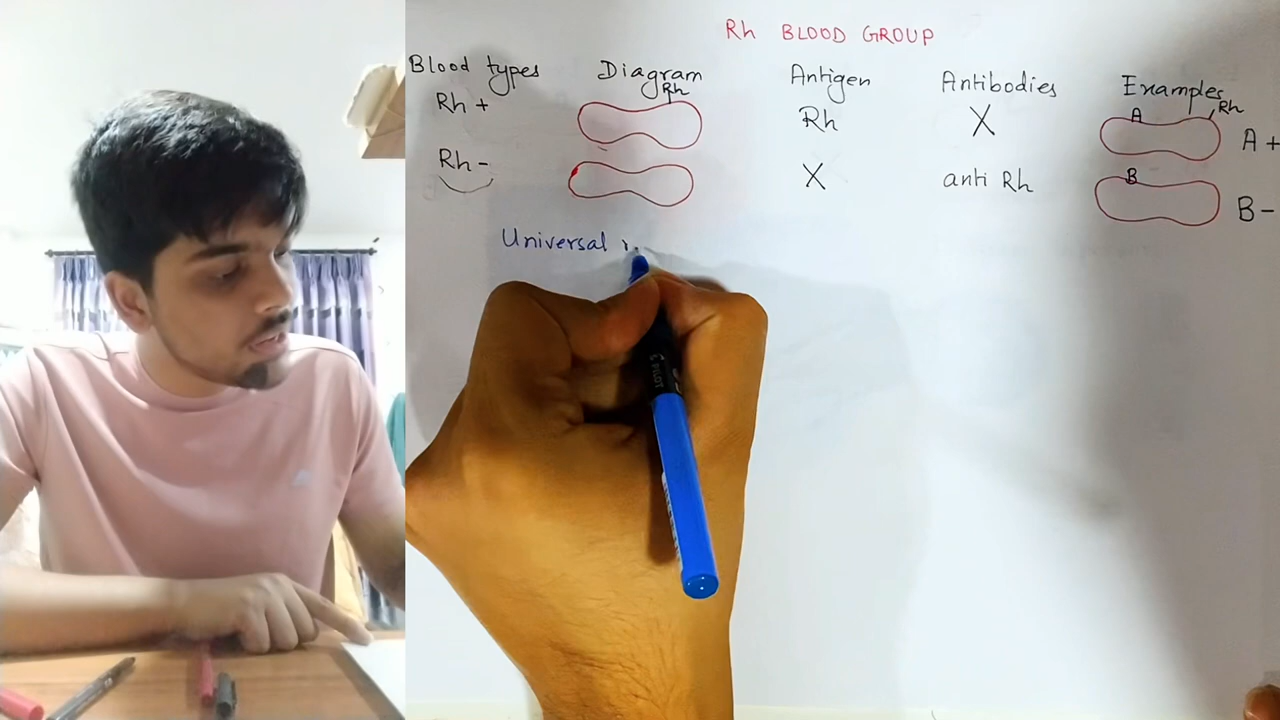 Rh BLOOD GROUP
Blood types Diagram Antigen Antibodies Examples
Rh + Rh Rh X A Rh A +
Rh - X anti Rh B B -
Universal
PILOT